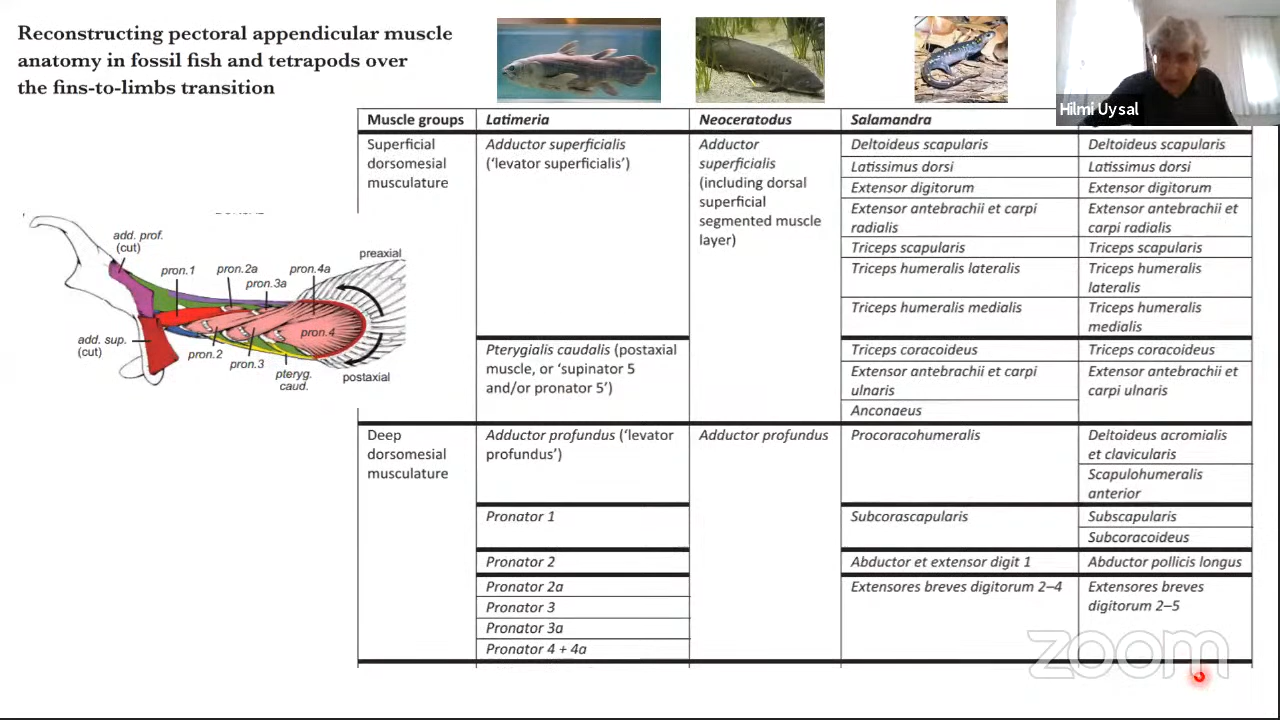 Reconstructing pectoral appendicular muscle
anatomy in fossil fish and tetrapods over
the fins-to-limbs transition
Hilmi Uysal
Muscle groups
Latimeria
Neoceratodus
Salamandra
Superficial
dorsomesial
musculature
Adductor superficialis
('levator superficialis')
Adductor
superficialis
(including dorsal
superficial
segmented muscle
layer)
Deltoideus scapularis
Deltoideus scapularis
Latissimus dorsi
Latissimus dorsi
Extensor digitorum
Extensor digitorum
Extensor antebrachii et carpi
radialis
Extensor antebrachii et
carpi radialis
Triceps scapularis
Triceps scapularis
Triceps humeralis lateralis
Triceps humeralis
lateralis
Triceps humeralis medialis
Triceps humeralis
medialis
Pterygialis caudalis (postaxial
muscle, or 'supinator 5
and/or pronator 5')
Triceps coracoideus
Triceps coracoideus
Extensor antebrachii et carpi
ulnaris
Extensor antebrachii et
carpi ulnaris
Anconaeus
Deep
dorsomesial
musculature
Adductor profundus ('levator
profundus')
Adductor profundus
Procoracohumeralis
Deltoideus acromialis
et clavicularis
Scapulohumeralis
anterior
Pronator 1
Subcorascapularis
Subscapularis
Subcoracoideus
Pronator 2
Abductor et extensor digit 1
Abductor pollicis longus
Pronator 2a
Extensores breves digitorum 2–4
Extensores breves
digitorum 2–5
Pronator 3
Pronator 3a
Pronator 4 + 4a
add. prof.
(cut)
pron.1
pron.2a
pron.3a
pron.4a
preaxial
add. sup.
(cut)
pron.2
pron.3
pron.4
pteryg.
caud.
postaxial
zoom